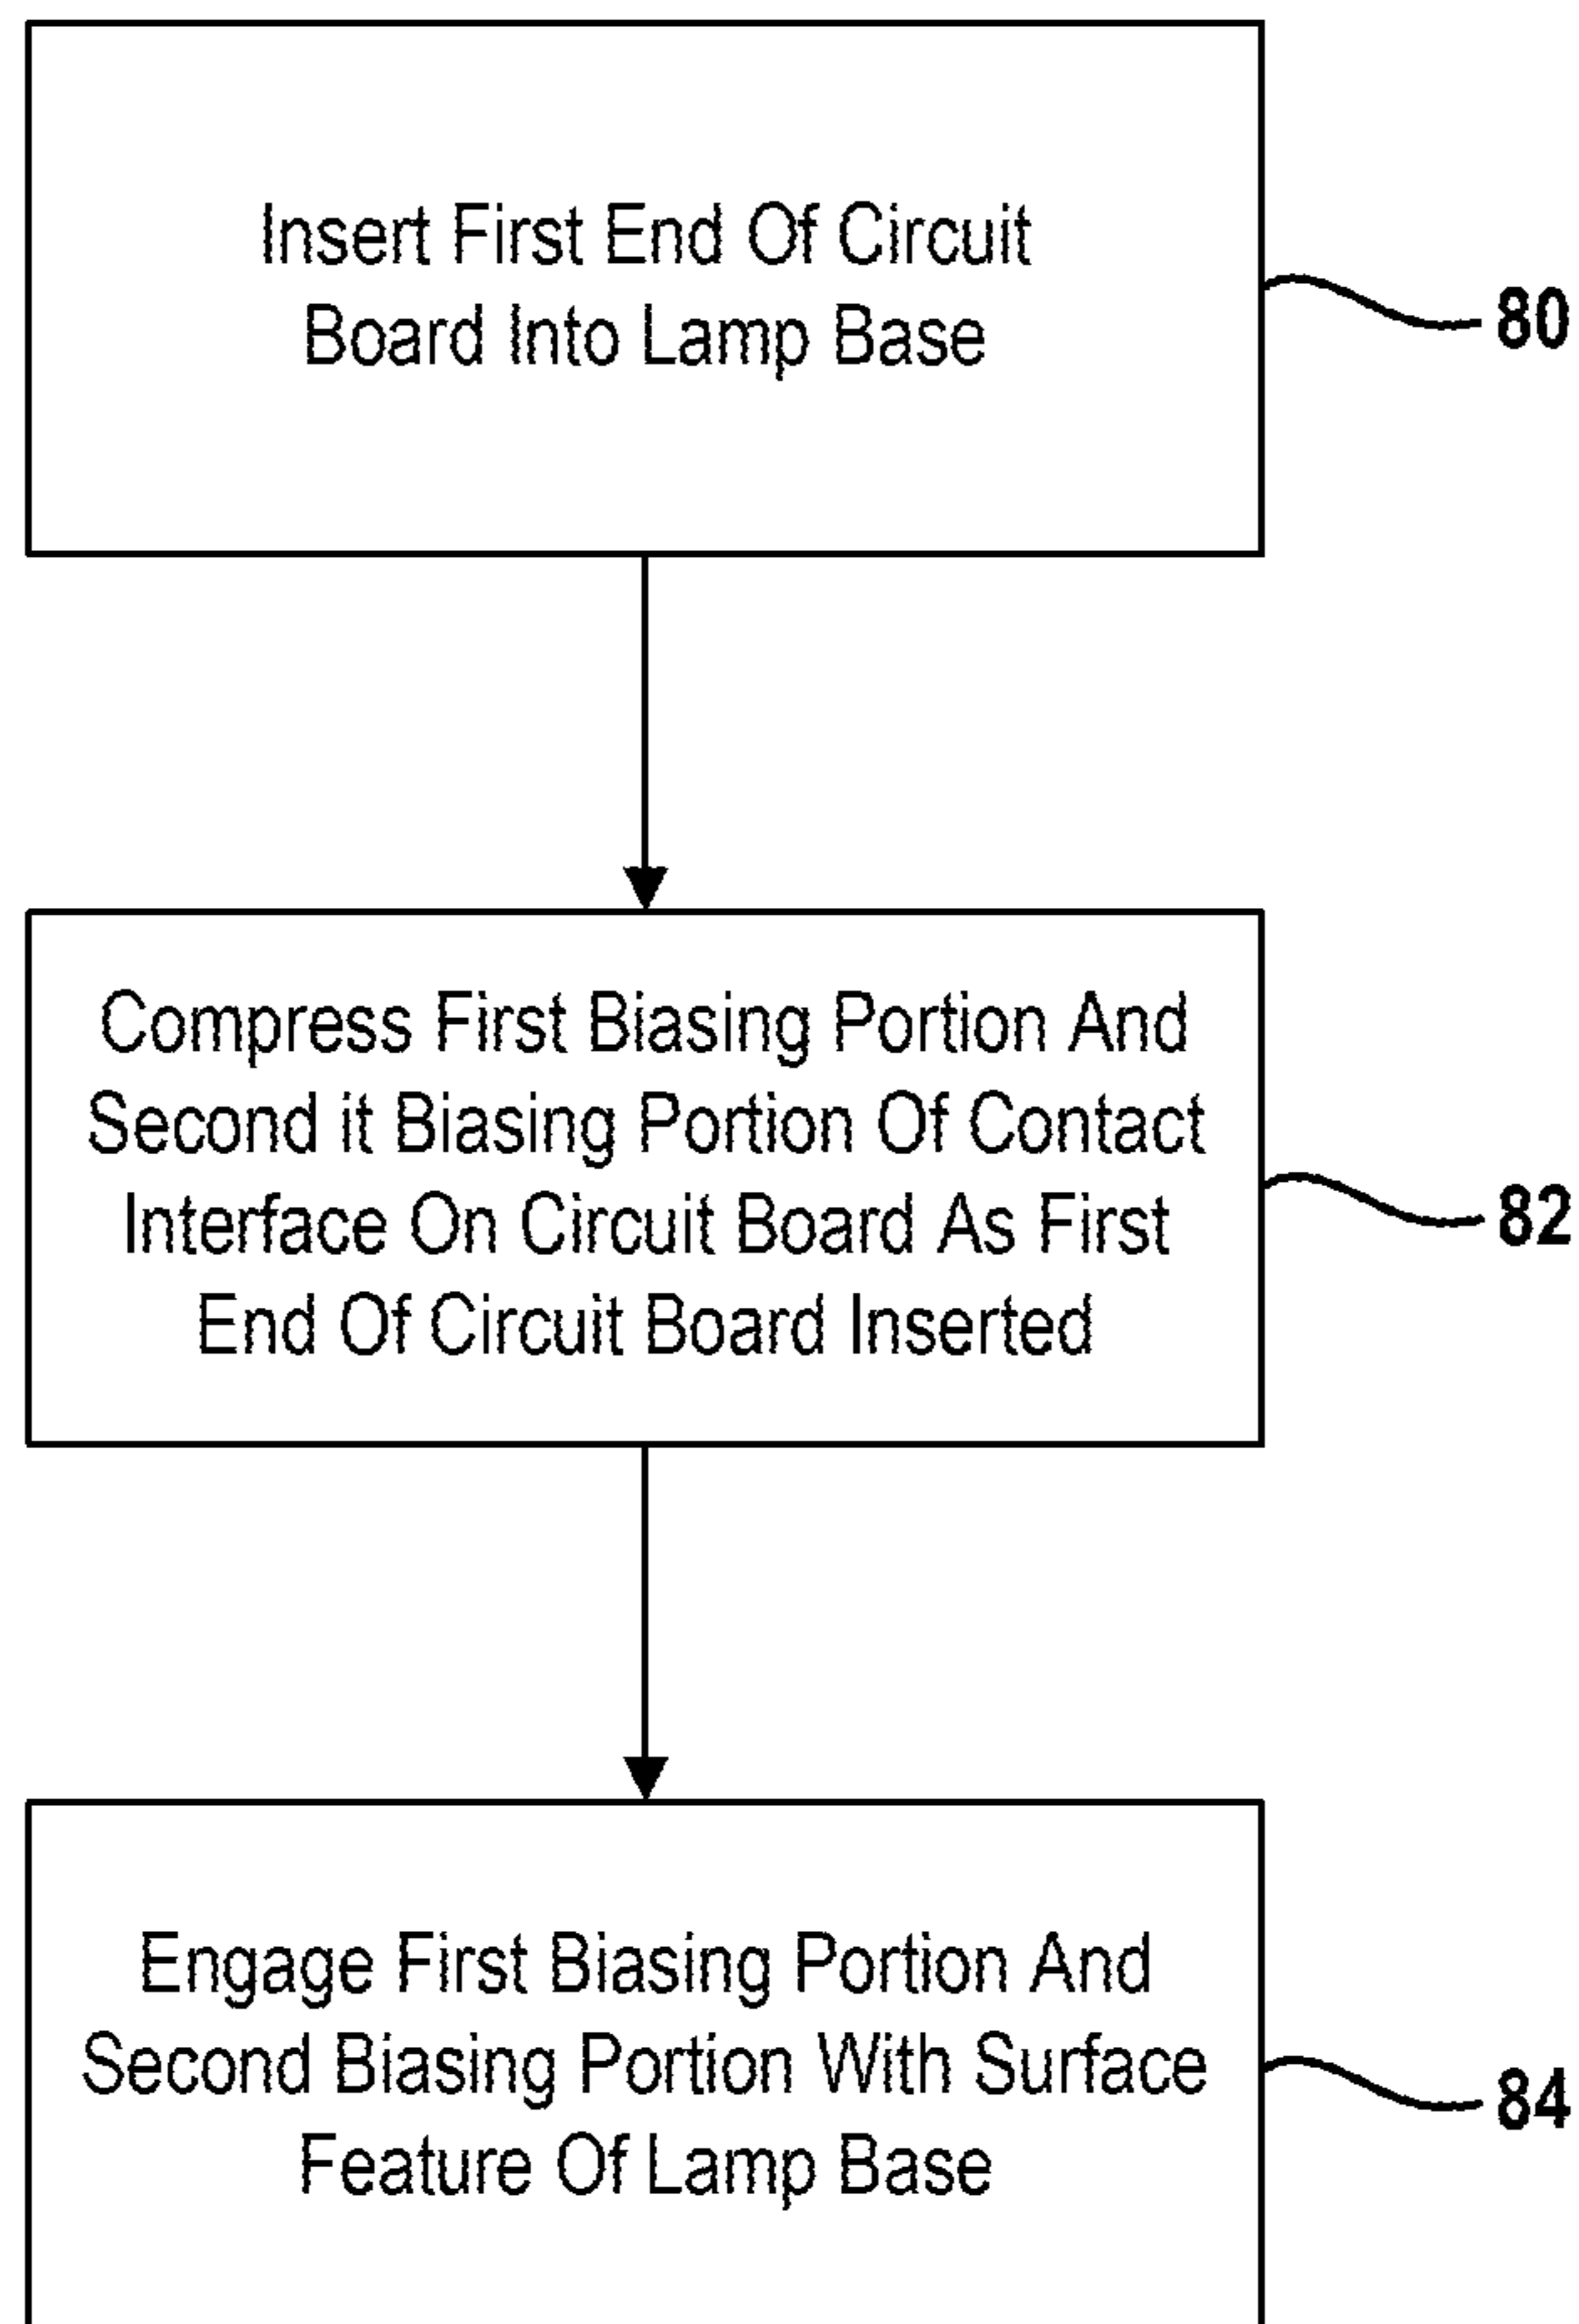 Insert First End Of Circuit
Board Into Lamp Base
80
Compress First Biasing Portion And
Second it Biasing Portion Of Contact
Interface On Circuit Board As First
End Of Circuit Board Inserted
82
Engage First Biasing Portion And
Second Biasing Portion With Surface
Feature Of Lamp Base
84